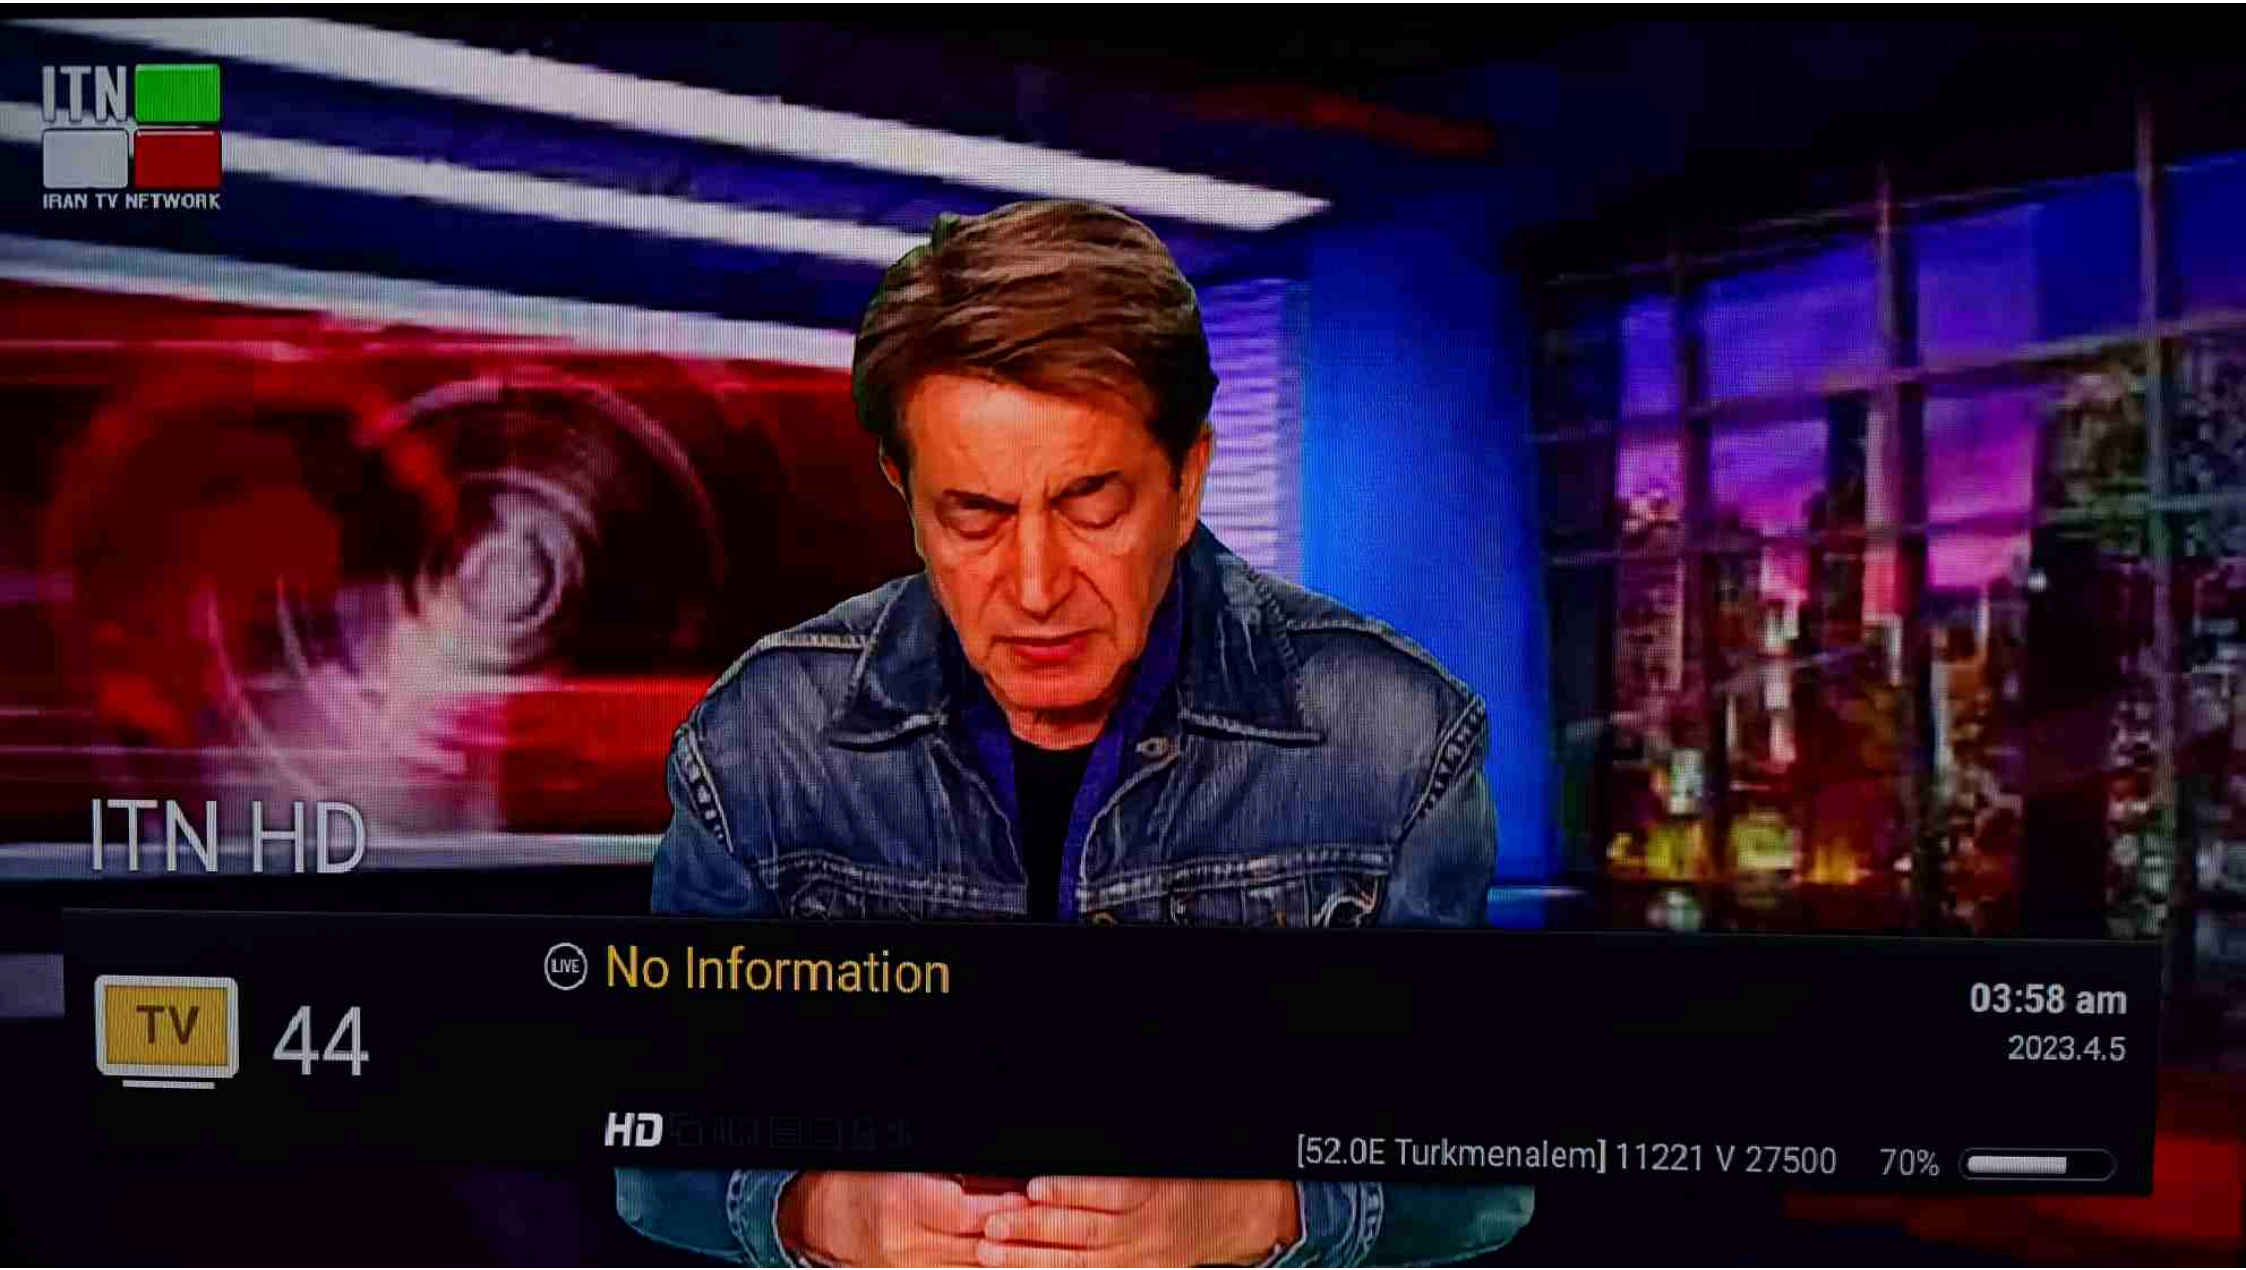 ITN
IRAN TV NETWORK
ITN HD
TV
44
LIVE
No Information
03:58 am
2023.4.5
HD
[52.0E Turkmenalem] 11221 V 27500
70%